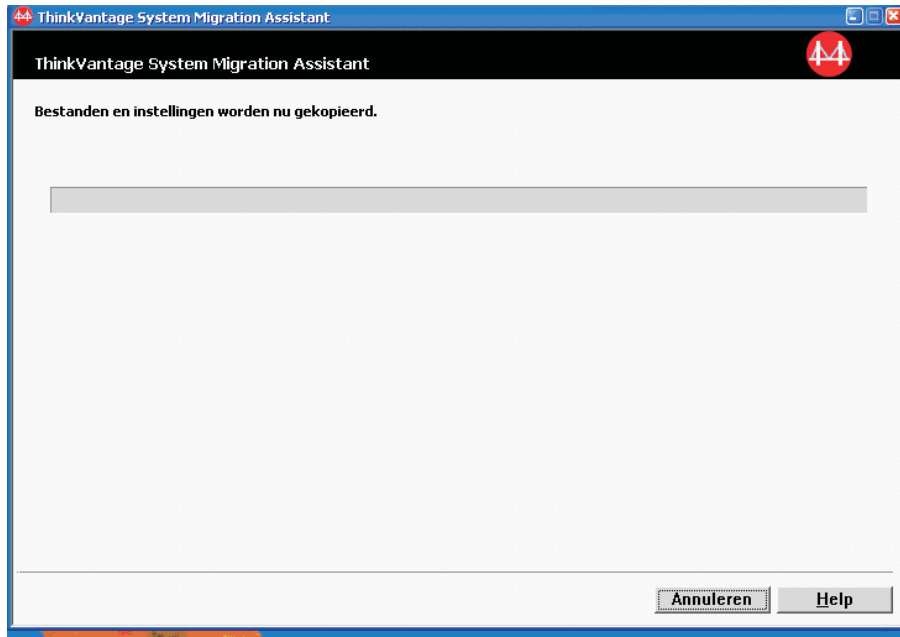 ThinkVantage System Migration Assistant
ThinkVantage System Migration Assistant
Bestanden en instellingen worden nu gekopieerd.
Annuleren
Help